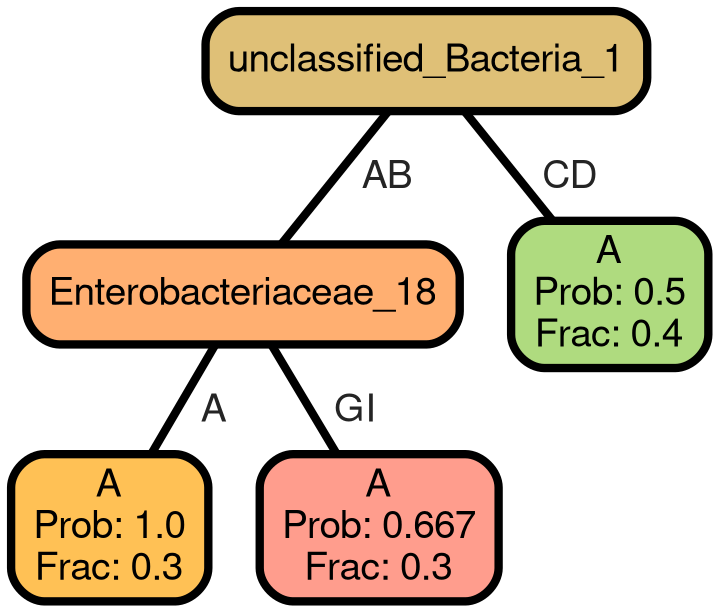 unclassified_Bacteria_1
AB
CD
A
Prob: 0.5
Frac: 0.4
Enterobacteriaceae_18
A
GI
A
Prob: 1.0
Frac: 0.3
A
Prob: 0.667
Frac: 0.3